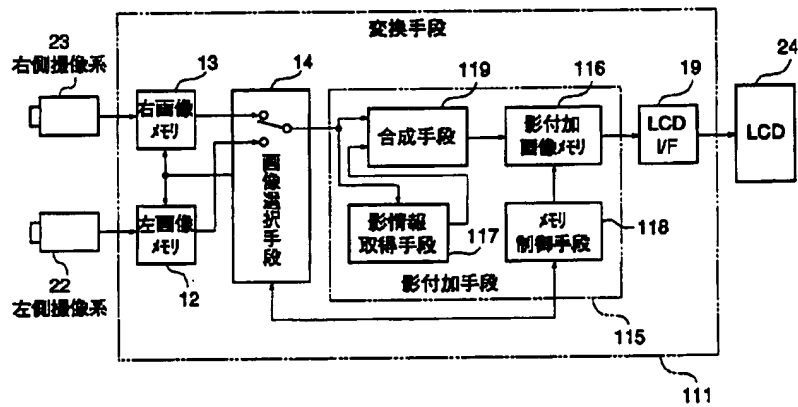 変換手段
23
右側撮像系
13
右画像
メモリ
14
画像選択手段
119
合成手段
116
影付加
画像メモリ
19
LCD
I/F
24
LCD
左画像
メモリ
12
22
左側撮像系
影情報
取得手段
117
メモリ
制御手段
118
影付加手段
115
111